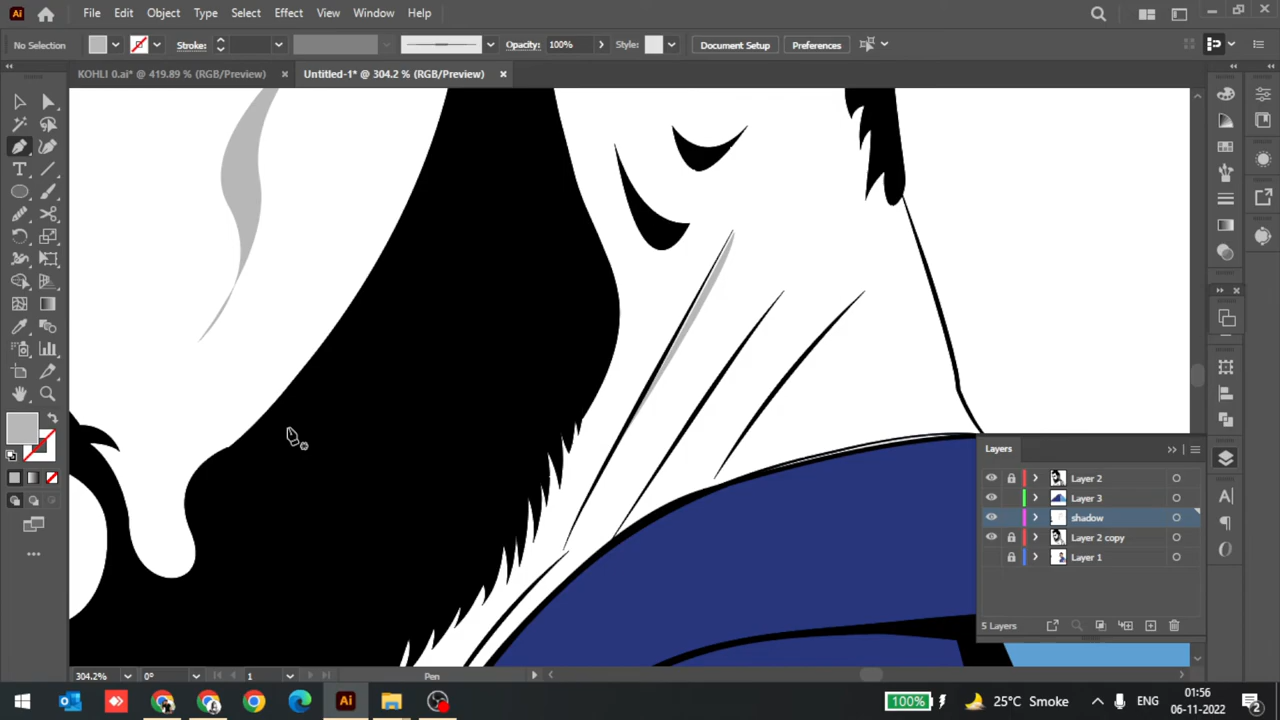 Ai File Edit Object Type Select Effect View Window Help
No Selection Stroke: Opacity: 100% Style: Document Setup Preferences
KOHLI 0.ai* @ 419.89 % (RGB/Preview) × Untitled-1* @ 304.2 % (RGB/Preview) ×
Layers
Layer 2
Layer 3
shadow
Layer 2 copy
Layer 1
5 Layers
304.2% 0° 1 Pen
Ai 100% 25°C Smoke ENG 01:56
06-11-2022 2